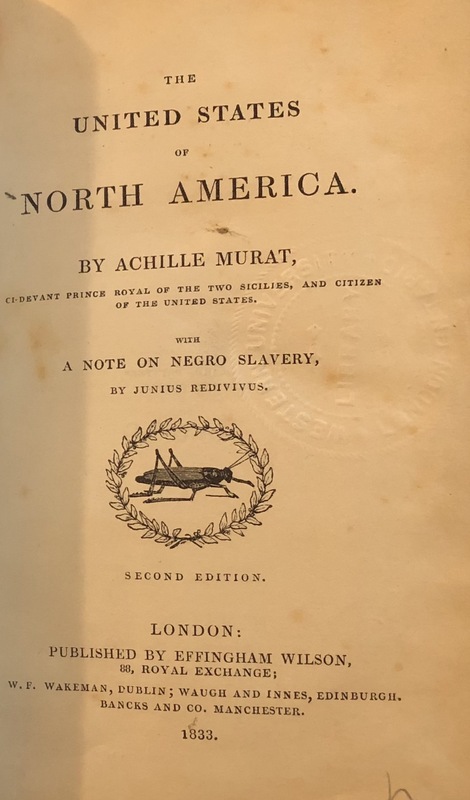 THE
UNITED STATES
OF
NORTH AMERICA.
BY ACHILLE MURAT,
CI-DEVANT PRINCE ROYAL OF THE TWO SICILIES, AND CITIZEN
OF THE UNITED STATES.
WITH
A NOTE ON NEGRO SLAVERY,
BY JUNIUS REDIVIVUS.
SECOND EDITION.
LONDON:
PUBLISHED BY EFFINGHAM WILSON,
88, ROYAL EXCHANGE;
W. F. WAKEMAN, DUBLIN; WAUGH AND INNES, EDINBURGH.
BANCKS AND CO. MANCHESTER.
1833.